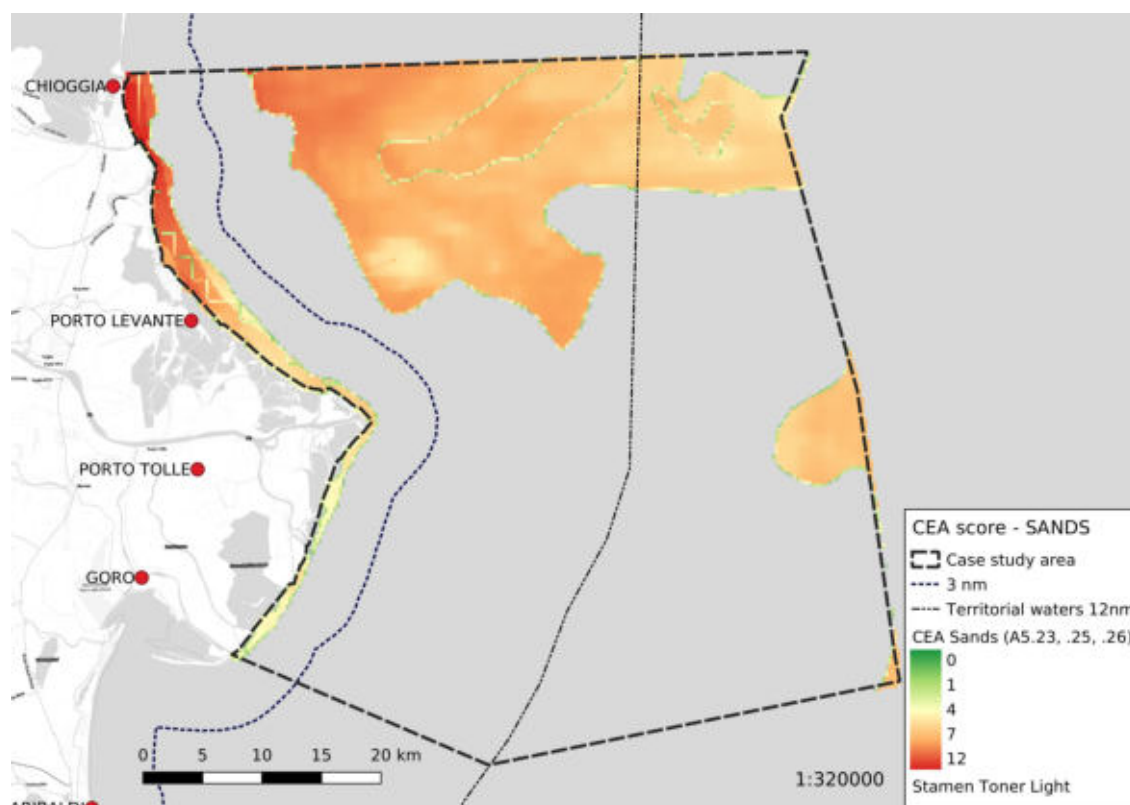 CHIOGGIA
PORTO LEVANTE
PORTO TOLLE
GORO
0 5 10 15 20 km
1:320000
CEA score - SANDS
Case study area
3 nm
Territorial waters 12nm
CEA Sands (A5.23, .25, .26)
0
1
4
7
12
Stamen Toner Light